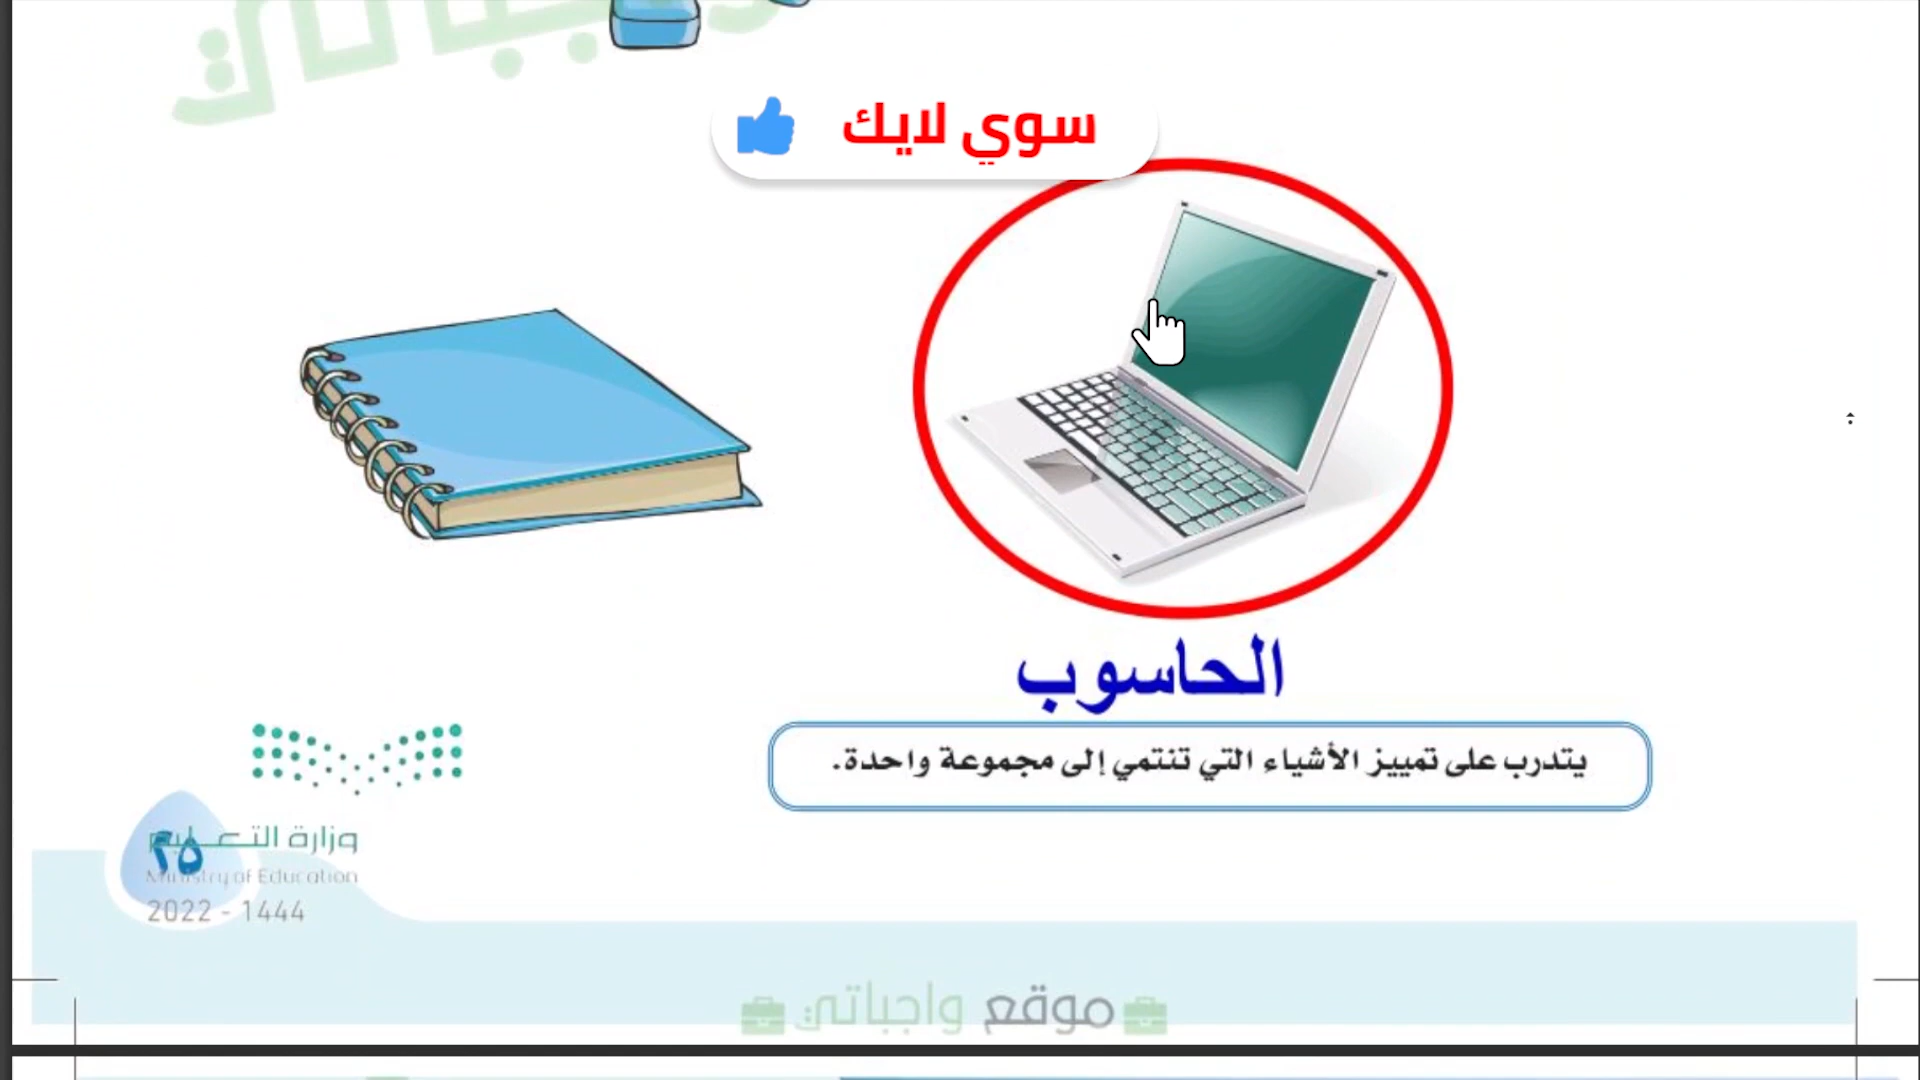 واجباتي
سوي لايك
الحاسوب
يتدرب على تمييز الأشياء التي تنتمي إلى مجموعة واحدة.
وزارة التعليم
٢٥
Ministry of Education
2022 - 1444
موقع واجباتي